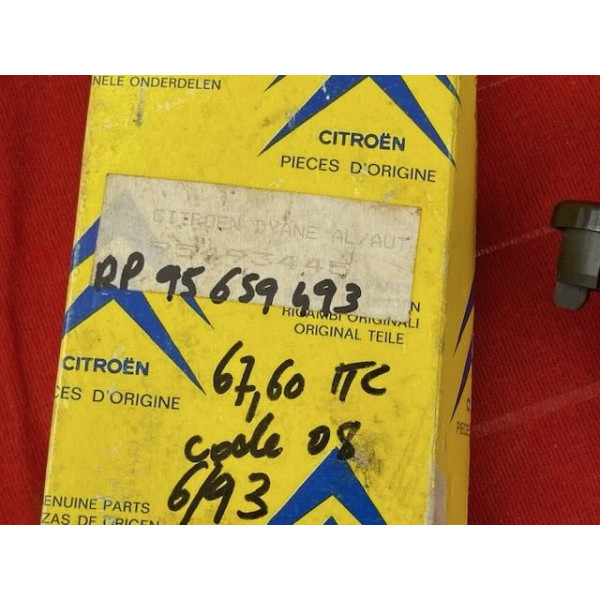 NELE ONDERDELEN
CITROËN
PIECES D'ORIGINE
CITROEN DYANE AL/AUT
RP 95 659 493
RICAMBI ORIGINALI
ORIGINAL TEILE
CITROËN
CES D'ORIGINE
67,60 TTC
code 08
6/93
ENUINE PARTS
ZAS DE ORIGEN